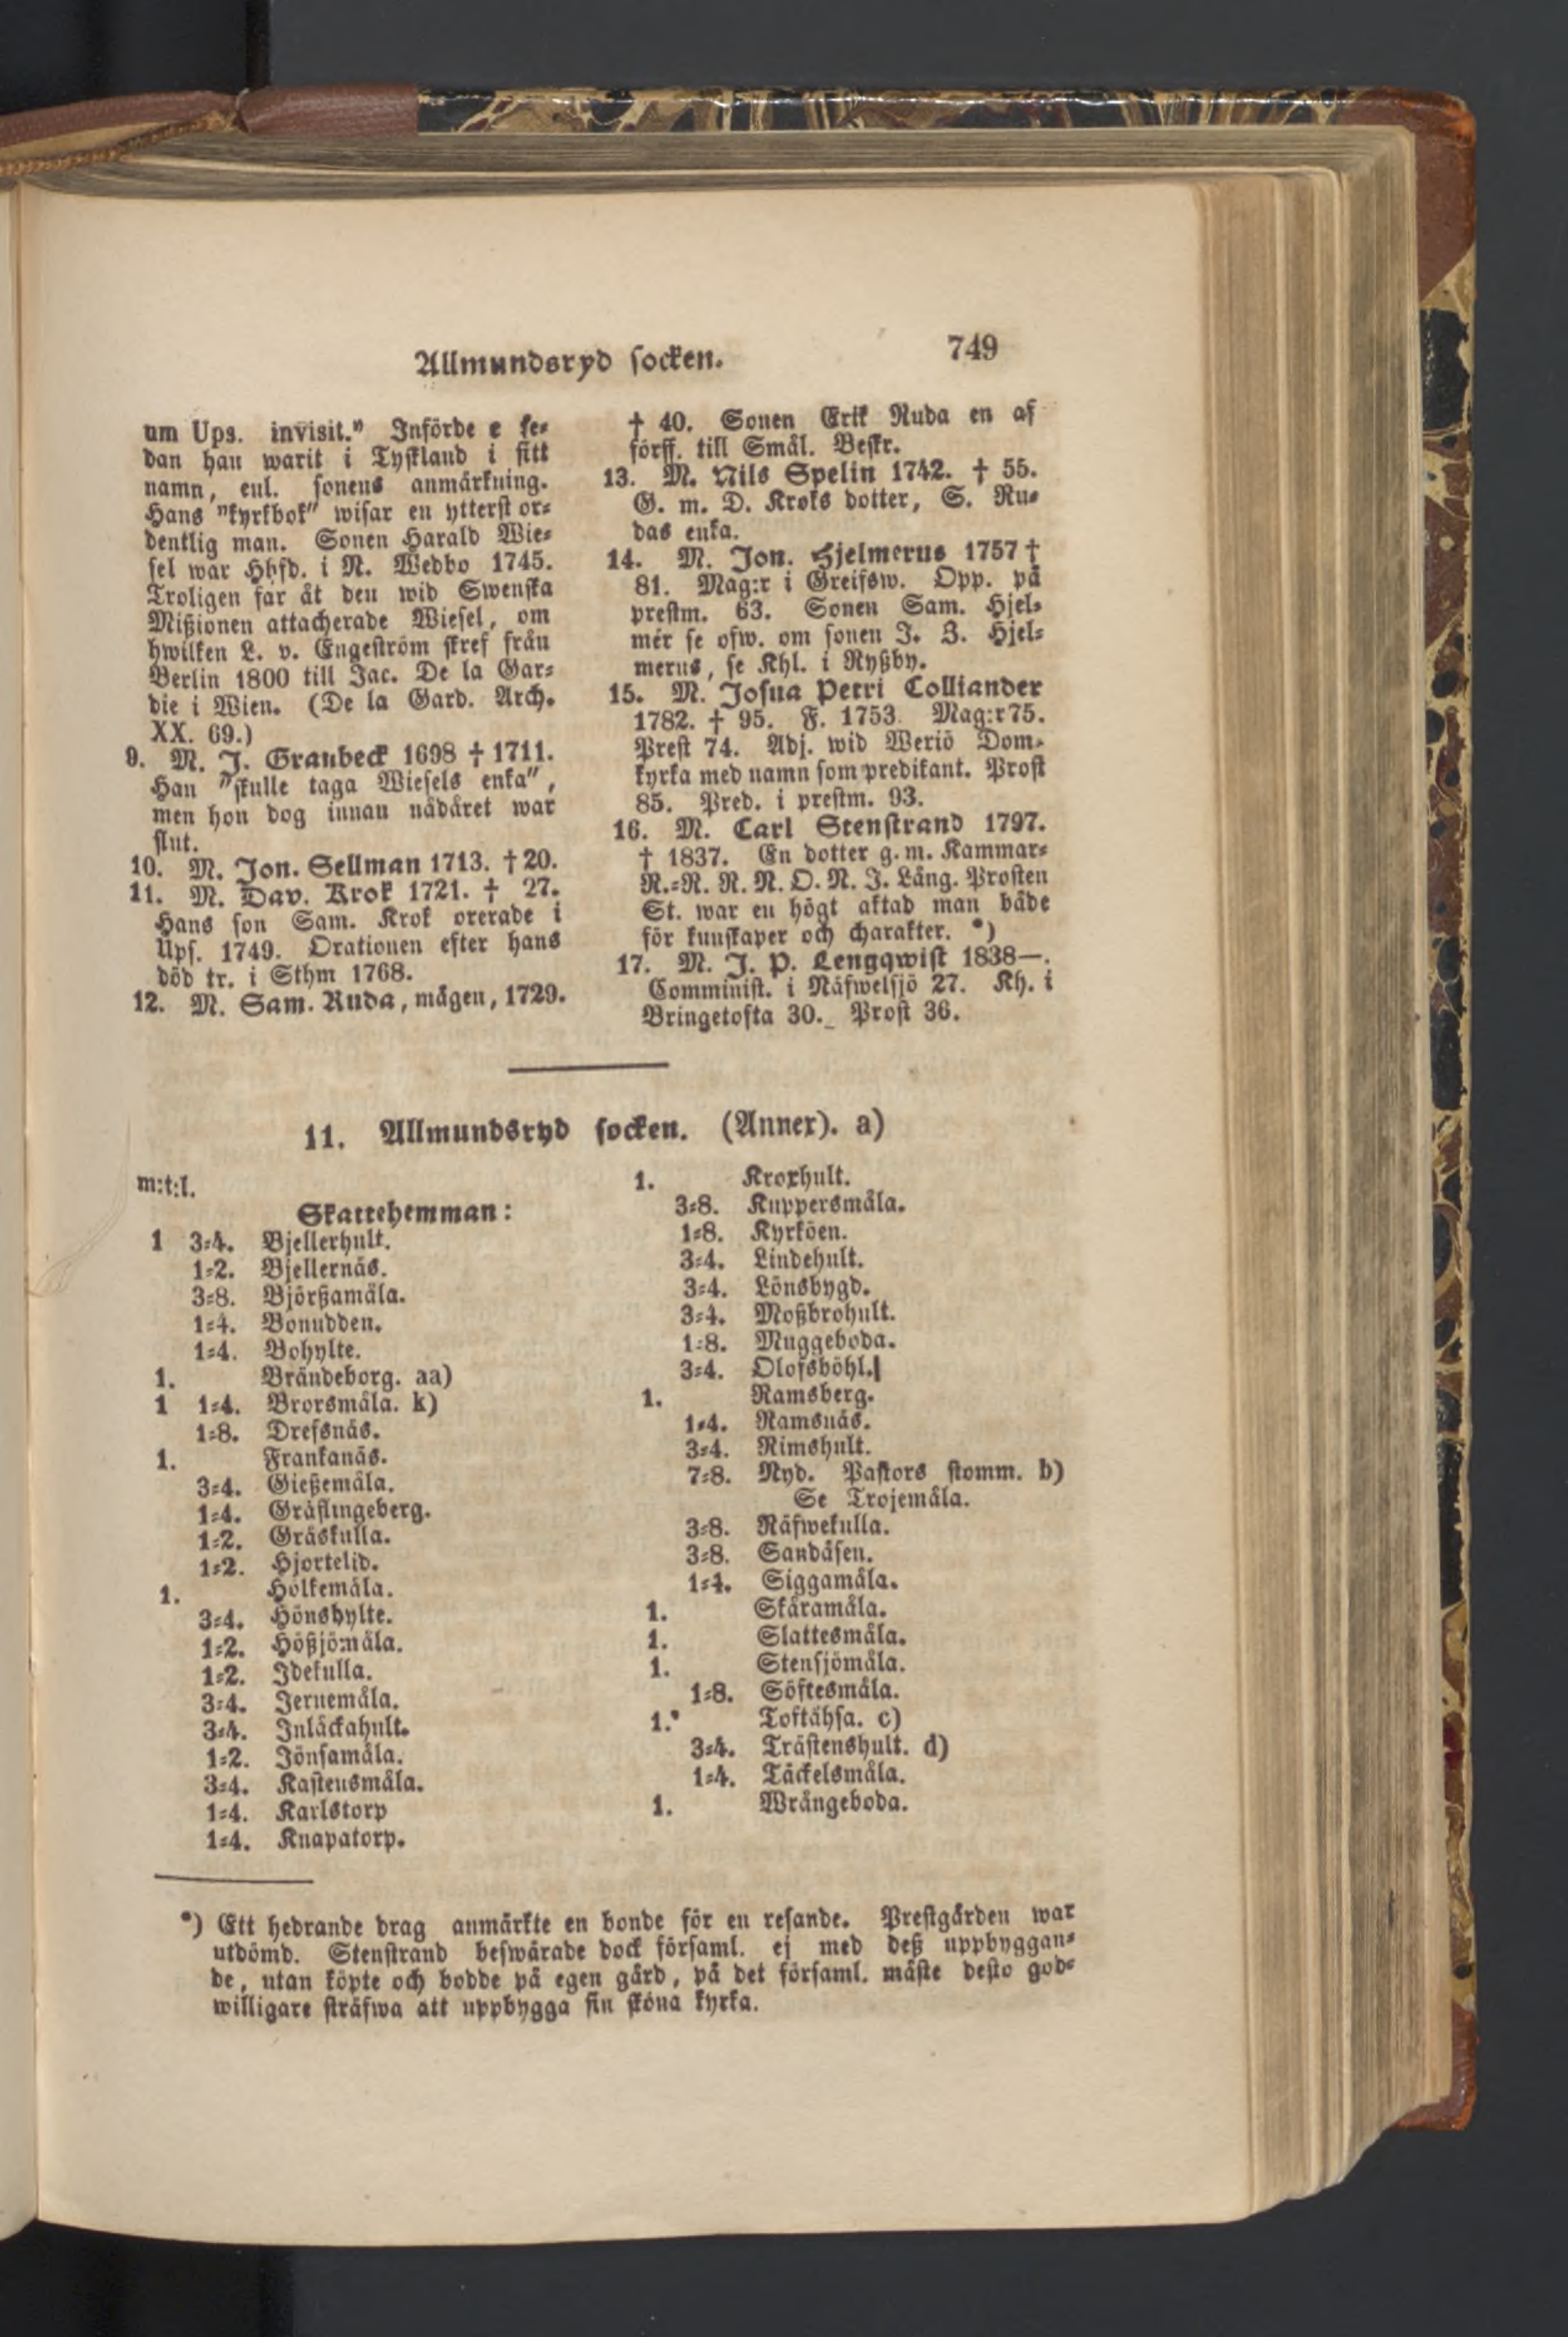 Allmundsryd socken.
749
um Ups. invisit." Införde e se=
dan han warit i Tyskland i sitt
namn, enl. sonens anmärkning.
Hans "kyrkbok" wisar en ytterst or=
dentlig man. Sonen Harald Wie=
sel war Hhfd. i N. Wedbo 1745.
Troligen far åt den wid Swenska
Mißionen attacherade Wiesel, om
hwilken L. v. Engeström skref från
Berlin 1800 till Jac. De la Gar=
die i Wien. (De la Gard. Arch.
XX. 69.)
9. M. J. Graubeck 1698 † 1711.
Han "skulle taga Wiesels enka",
men hon dog innan nådåret war
slut.
10. M. Jon. Sellman 1713. † 20.
11. M. Dav. Krok 1721. † 27.
Hans son Sam. Krok orerade i
Ups. 1749. Orationen efter hans
död tr. i Sthm 1768.
12. M. Sam. Ruda, mågen, 1729.
† 40. Sonen Erik Ruda en af
förff. till Smål. Beskr.
13. M. Nils Spelin 1742. † 55.
G. m. D. Kroks dotter, S. Ru=
das enka.
14. M. Jon. Hjelmerus 1757 †
81. Mag:r i Greifsw. Opp. på
prestm. 63. Sonen Sam. Hjel=
mér se ofw. om sonen J. Z. Hjel=
merus, se Khl. i Ryßby.
15. M. Josua Petri Colliander
1782. † 95. F. 1753. Mag:r 75.
Prest 74. Adj. wid Weriö Dom=
kyrka med namn som predikant. Prost
85. Pred. i prestm. 93.
16. M. Carl Stenstrand 1797.
† 1837. En dotter g. m. Kammar=
R.=R. R. N. O. N. J. Lång. Prosten
St. war en högt aktad man både
för kunskaper och charakter. *)
17. M. J. P. Lengqwist 1838—.
Comminist. i Näfwelsjö 27. Kh. i
Bringetofta 30. Prost 36.
11. Allmundsryd socken. (Annex). a)
m:t:l.
Skattehemman:
1 3=4. Bjellerhult.
1=2. Bjellernäs.
3=8. Björßamåla.
1=4. Bonudden.
1=4. Bohylte.
1. Brändeborg. aa)
1 1=4. Brorsmåla. k)
1=8. Drefsnäs.
1. Frankanäs.
3=4. Gießemåla.
1=4. Gräflingeberg.
1=2. Gräskulla.
1=2. Hjortelid.
1. Holkemåla.
3=4. Hönshylte.
1=2. Hößjömåla.
1=2. Idekulla.
3=4. Jernemåla.
3=4. Inläckahult.
1=2. Jönsamåla.
3=4. Kastensmåla.
1=4. Karlstorp
1=4. Knapatorp.
1. Kroxhult.
3=8. Kuppersmåla.
1=8. Kyrköen.
3=4. Lindehult.
3=4. Lönsbygd.
3=4. Moßbrohult.
1=8. Muggeboda.
3=4. Olofsböhl.
1. Ramsberg.
1=4. Ramsnäs.
3=4. Rimshult.
7=8. Ryd. Pastors stomm. b)
Se Trojemåla.
3=8. Räfwekulla.
3=8. Sandåsen.
1=4. Siggamåla.
1. Skåramåla.
1. Slattesmåla.
1. Stensjömåla.
1=8. Söftesmåla.
1. Toftåhsa. c)
3=4. Trästenshult. d)
1=4. Täckelsmåla.
1. Wrångeboda.
*) Ett hedrande drag anmärkte en bonde för en resande. Prestgården war
utdömd. Stenstrand beswärade dock församl. ej med deß uppbyggan=
de, utan köpte och bodde på egen gård, på det församl. måtte desto god=
willigare sträfwa att uppbygga sin sköna kyrka.